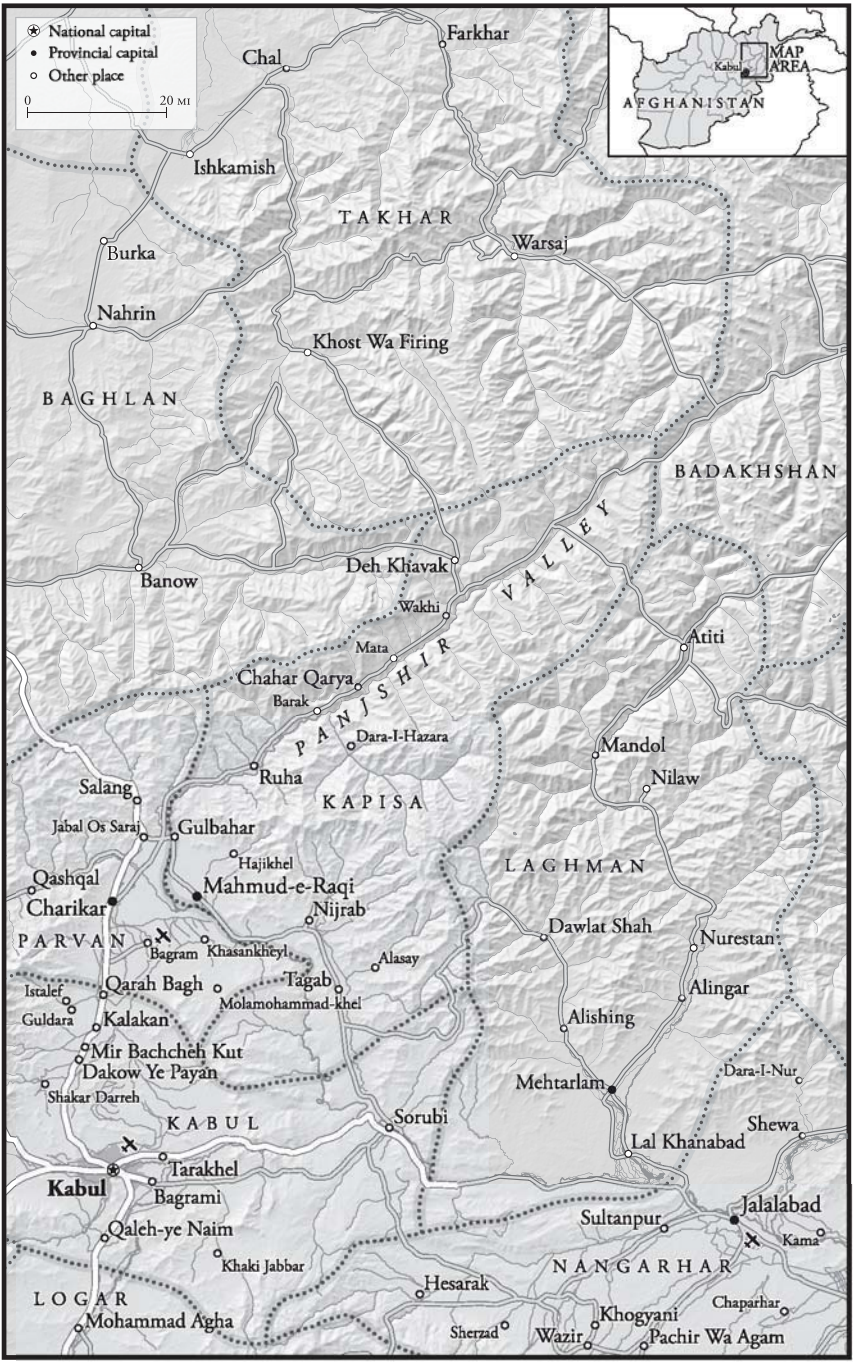 National capital
Provincial capital
Other place
0 20 MI
Farkhar
Chal
Kabul
MAP
AREA
AFGHANISTAN
Ishkamish
TAKHAR
Burka
Warsaj
Nahrin
Khost Wa Firing
BAGHLAN
BADAKHSHAN
PANJSHIR VALLEY
Deh Khavak
Banow
Wakhi
Atiti
Mata
Chahar Qarya
Barak
Dara-I-Hazara
Mandol
Ruha
Nilaw
Salang
KAPISA
Jabal Os Saraj
Gulbahar
Hajikhel
LAGHMAN
Qashqal
Mahmud-e-Raqi
Charikar
Nijrab
Dawlat Shah
PARVAN
Bagram
Khasankheyl
Nurestan
Alasay
Istalef
Qarah Bagh
Tagab
Molamohammad-khel
Alingar
Guldara
Kalakan
Alishing
Mir Bachcheh Kut
Dakow Ye Payan
Dara-I-Nur
Shakar Darreh
Mehtarlam
KABUL
Sorubi
Shewa
Lal Khanabad
Tarakhel
Kabul
Bagrami
Jalalabad
Sultanpur
Qaleh-ye Naim
Kama
Khaki Jabbar
NANGARHAR
Hesarak
LOGAR
Chaparhar
Mohammad Agha
Khogyani
Sherzad
Wazir
Pachir Wa Agam